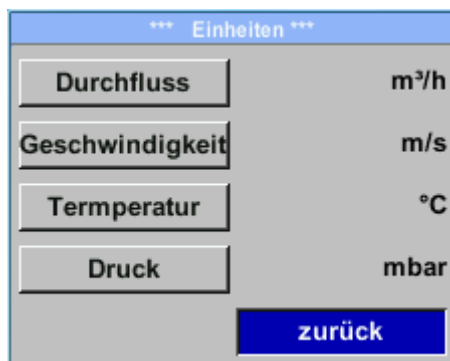 *** Einheiten ***
Durchfluss m³/h
Geschwindigkeit m/s
Termperatur °C
Druck mbar
zurück